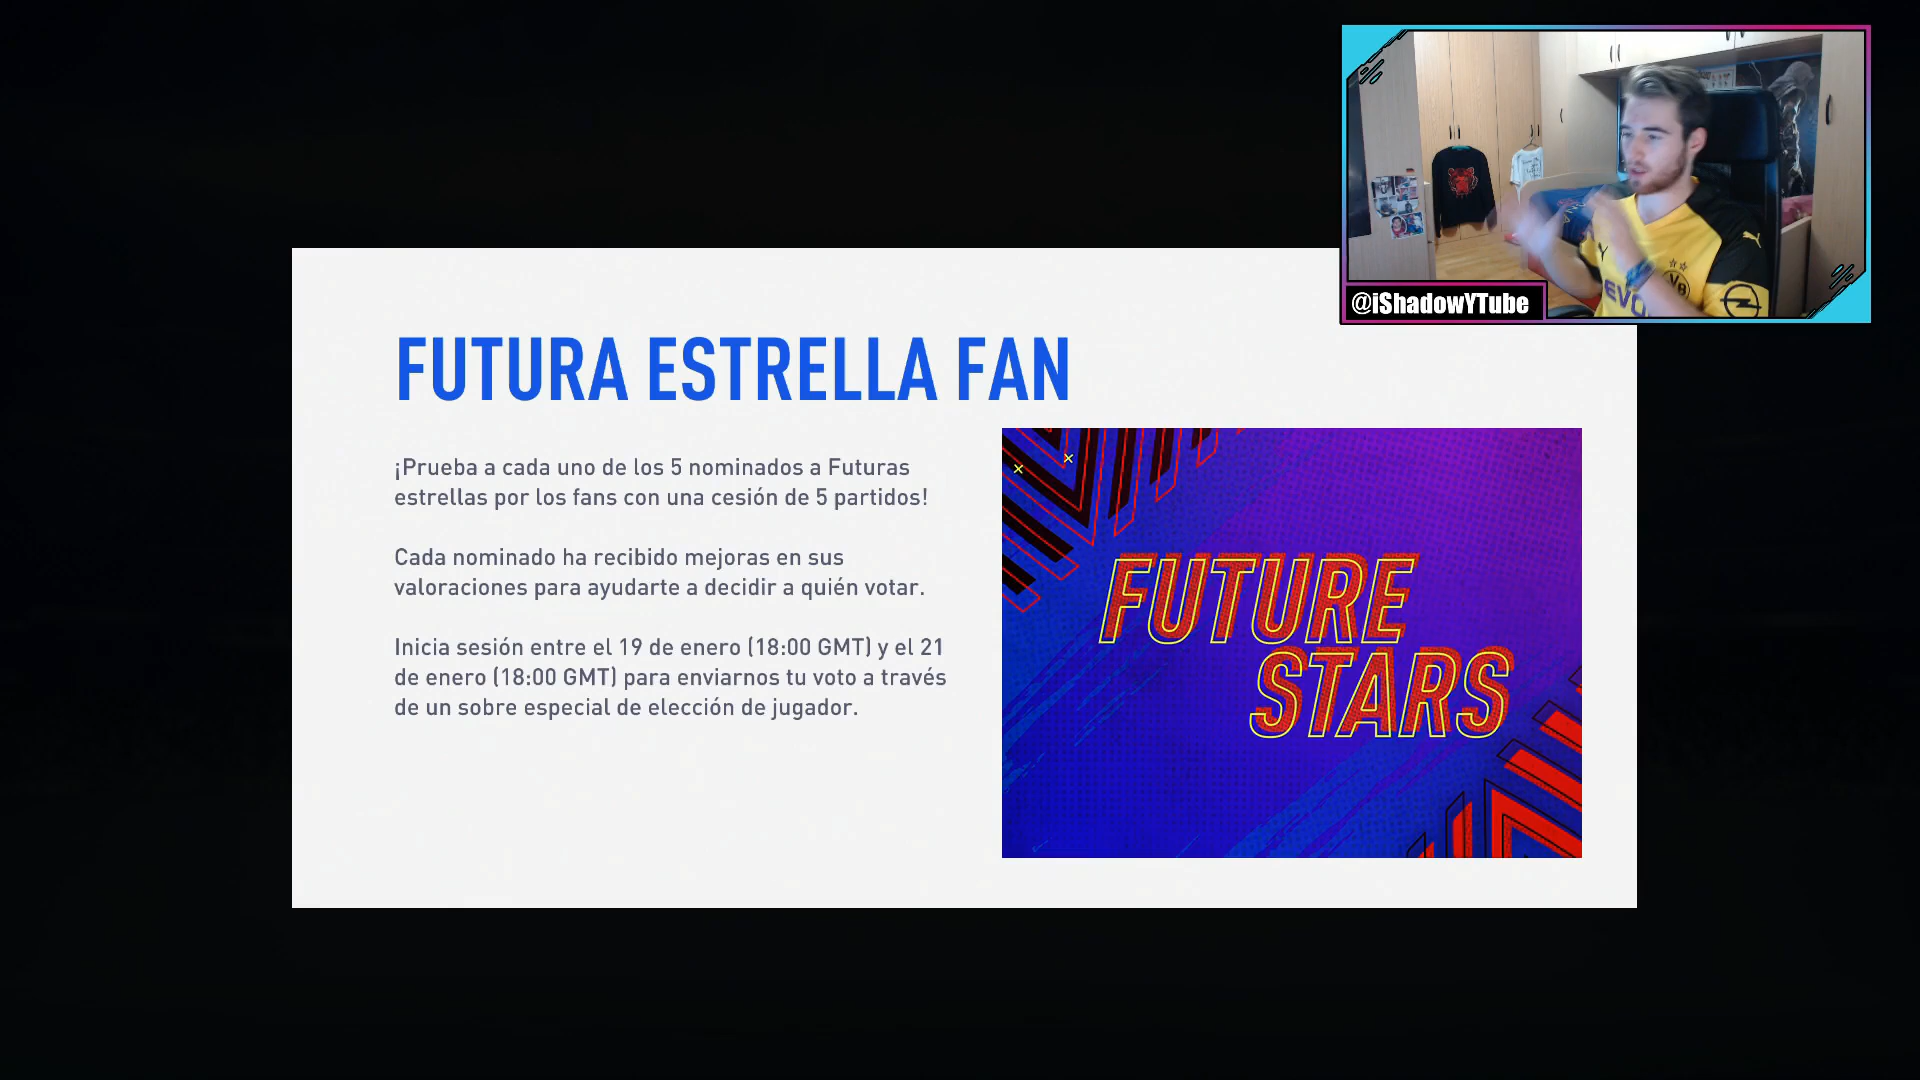 @iShadowYTube
EVO
FUTURA ESTRELLA FAN
¡Prueba a cada uno de los 5 nominados a Futuras
estrellas por los fans con una cesión de 5 partidos!
Cada nominado ha recibido mejoras en sus
valoraciones para ayudarte a decidir a quién votar.
Inicia sesión entre el 19 de enero (18:00 GMT) y el 21
de enero (18:00 GMT) para enviarnos tu voto a través
de un sobre especial de elección de jugador.
FUTURE
STARS